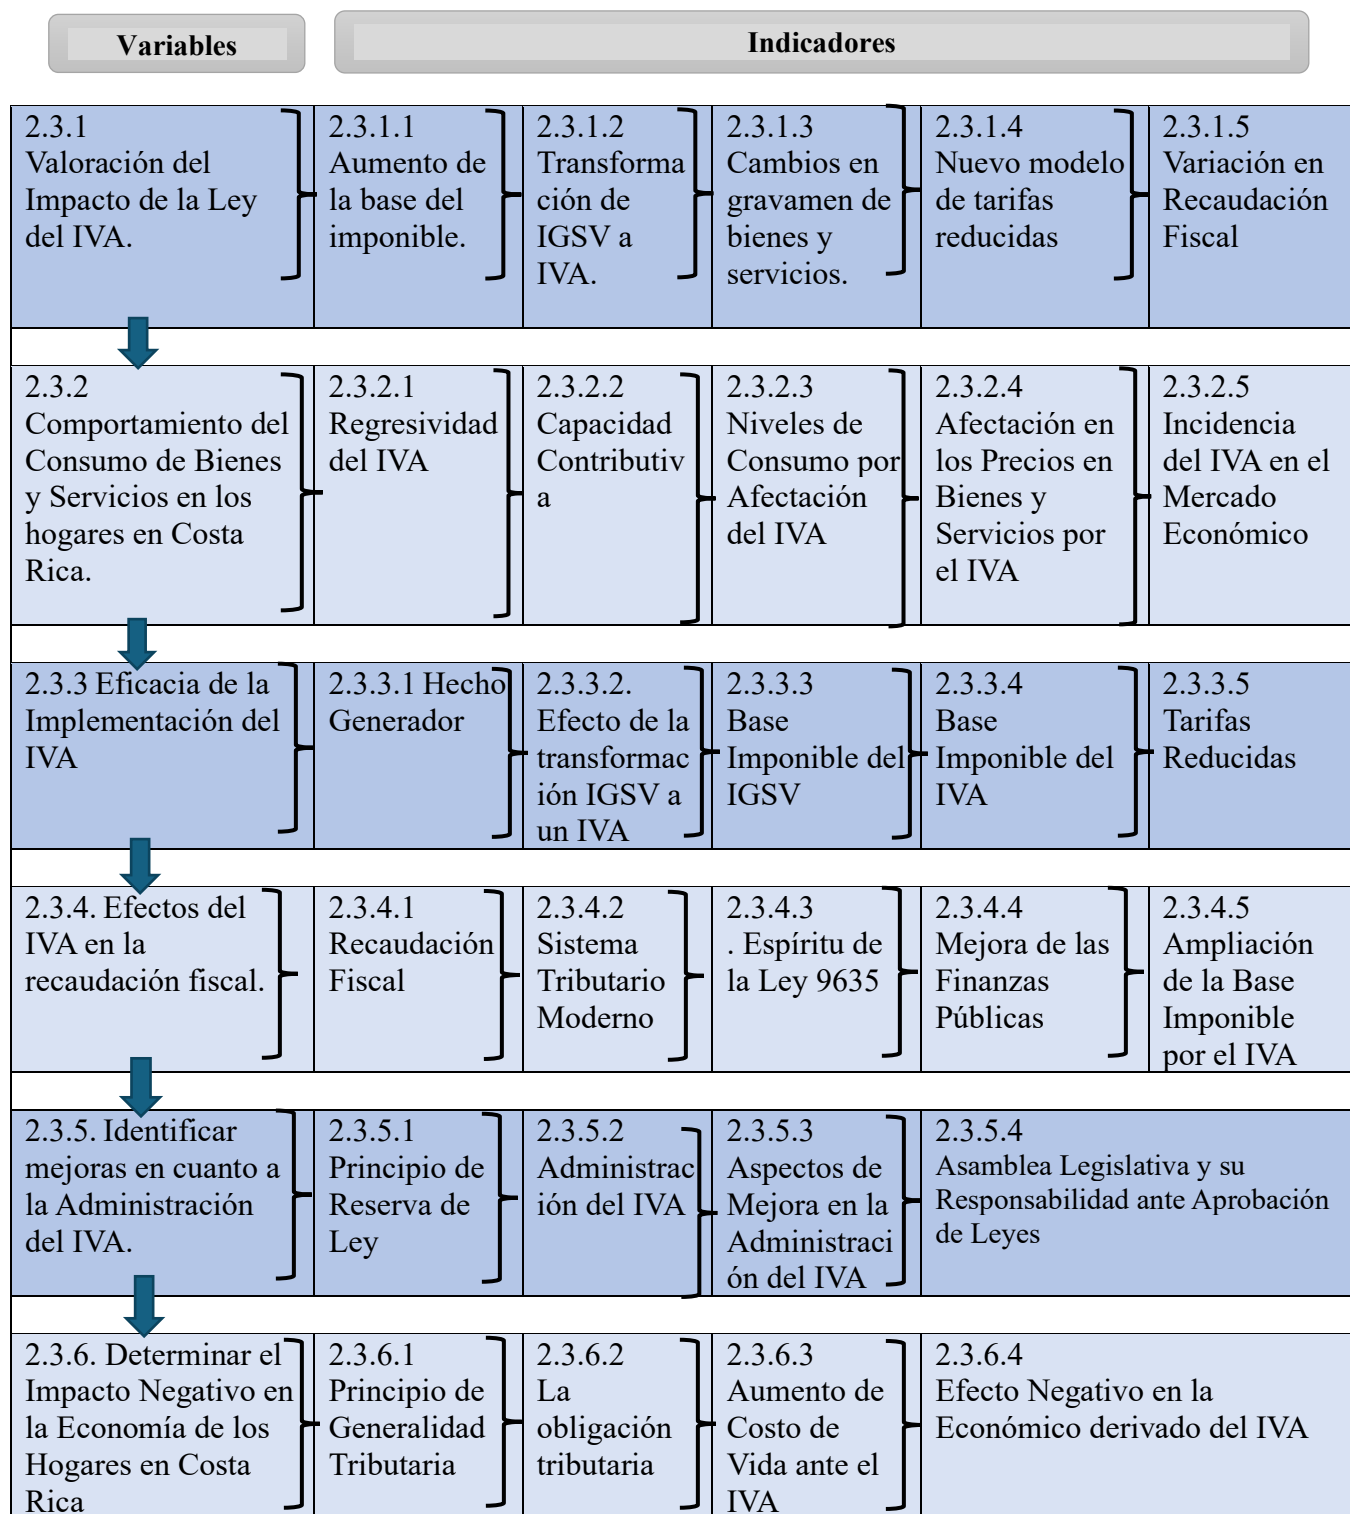 Variables
Indicadores
2.3.1
Valoración del
Impacto de la Ley
del IVA.
2.3.1.1
Aumento de
la base del
imponible.
2.3.1.2
Transforma
ción de
IGSV a
IVA.
2.3.1.3
Cambios en
gravamen de
bienes y
servicios.
2.3.1.4
Nuevo modelo
de tarifas
reducidas
2.3.1.5
Variación en
Recaudación
Fiscal
2.3.2
Comportamiento del
Consumo de Bienes
y Servicios en los
hogares en Costa
Rica.
2.3.2.1
Regresividad
del IVA
2.3.2.2
Capacidad
Contributiv
a
2.3.2.3
Niveles de
Consumo por
Afectación
del IVA
2.3.2.4
Afectación en
los Precios en
Bienes y
Servicios por
el IVA
2.3.2.5
Incidencia
del IVA en el
Mercado
Económico
2.3.3 Eficacia de la
Implementación del
IVA
2.3.3.1 Hecho
Generador
2.3.3.2.
Efecto de la
transformac
ión IGSV a
un IVA
2.3.3.3
Base
Imponible del
IGSV
2.3.3.4
Base
Imponible del
IVA
2.3.3.5
Tarifas
Reducidas
2.3.4. Efectos del
IVA en la
recaudación fiscal.
2.3.4.1
Recaudación
Fiscal
2.3.4.2
Sistema
Tributario
Moderno
2.3.4.3
. Espíritu de
la Ley 9635
2.3.4.4
Mejora de las
Finanzas
Públicas
2.3.4.5
Ampliación
de la Base
Imponible
por el IVA
2.3.5. Identificar
mejoras en cuanto a
la Administración
del IVA.
2.3.5.1
Principio de
Reserva de
Ley
2.3.5.2
Administrac
ión del IVA
2.3.5.3
Aspectos de
Mejora en la
Administraci
ón del IVA
2.3.5.4
Asamblea Legislativa y su
Responsabilidad ante Aprobación
de Leyes
2.3.6. Determinar el
Impacto Negativo en
la Economía de los
Hogares en Costa
Rica
2.3.6.1
Principio de
Generalidad
Tributaria
2.3.6.2
La
obligación
tributaria
2.3.6.3
Aumento de
Costo de
Vida ante el
IVA
2.3.6.4
Efecto Negativo en la
Económico derivado del IVA